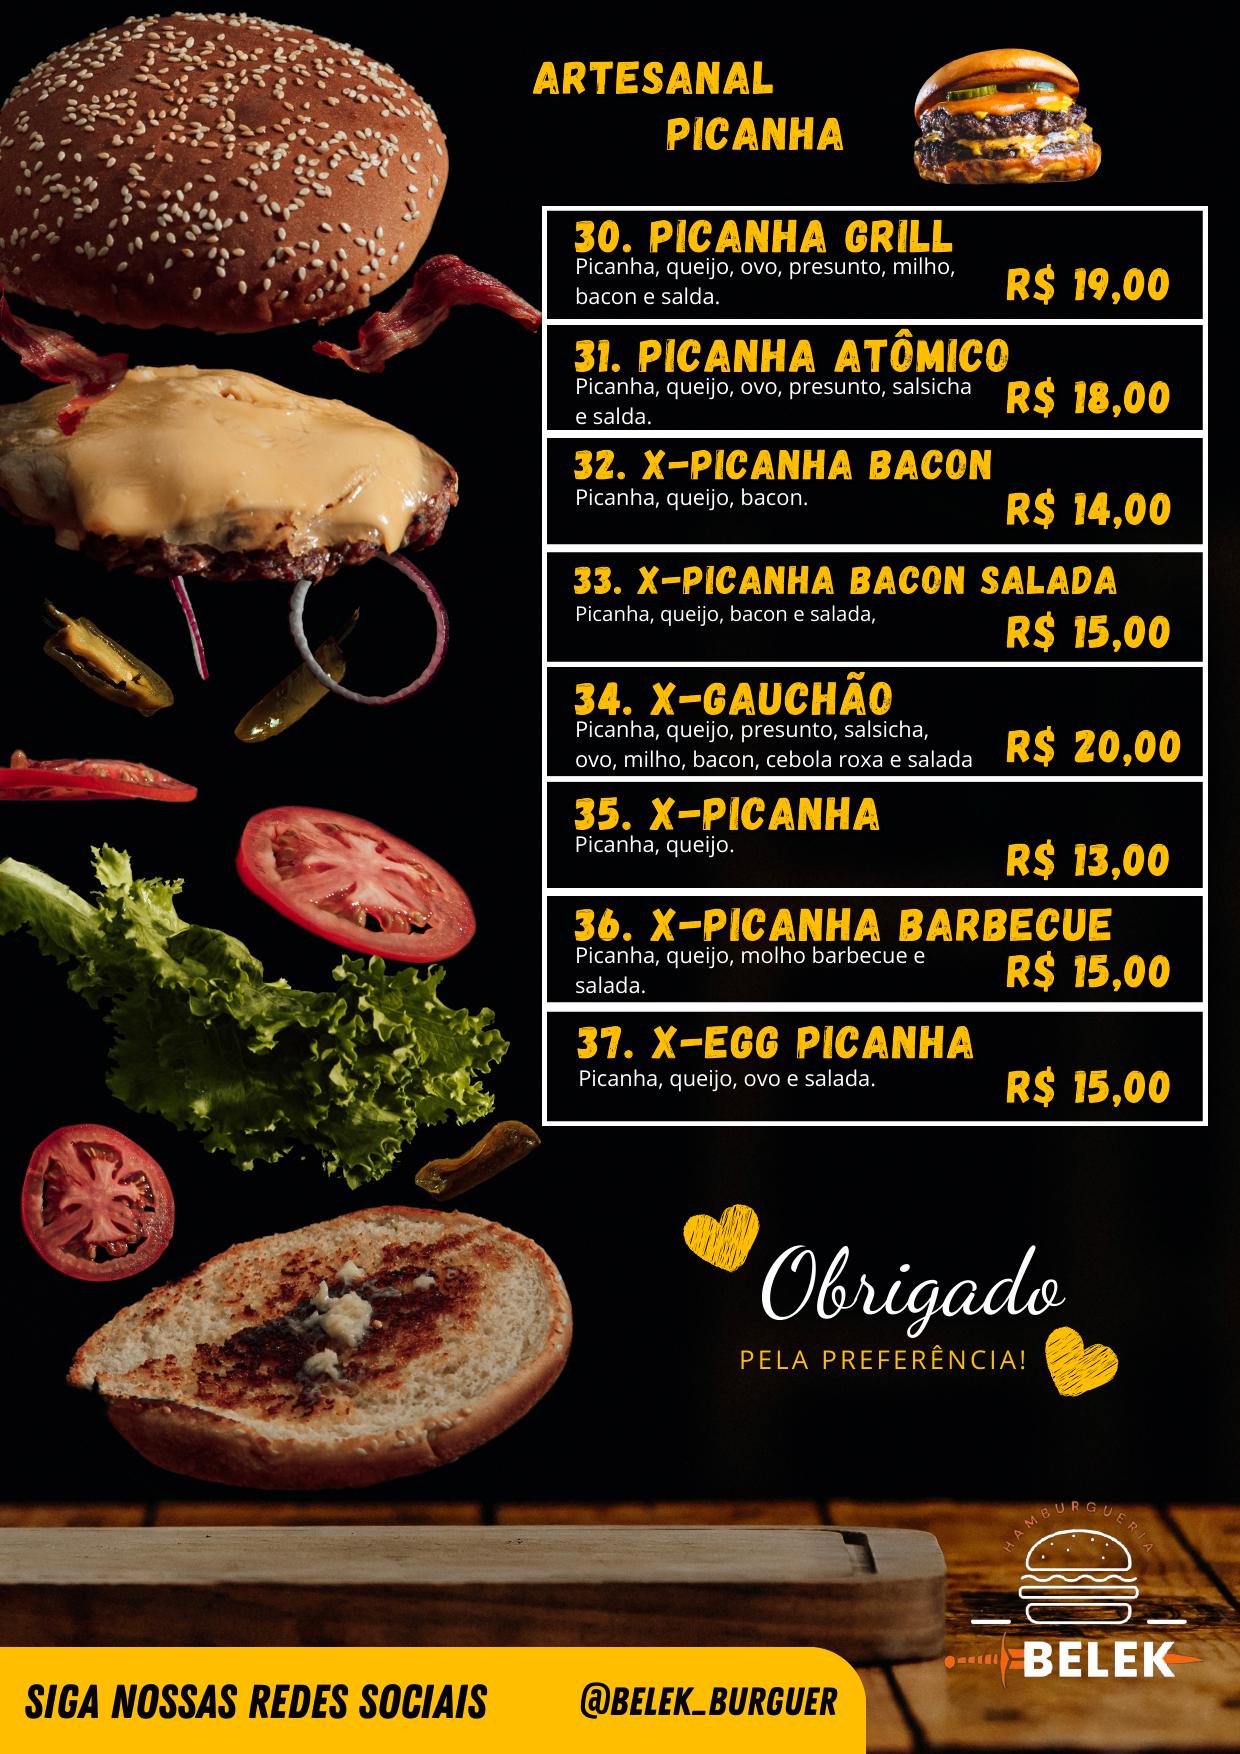 ARTESANAL
PICANHA
30. PICANHA GRILL
Picanha, queijo, ovo, presunto, milho,
bacon e salda.
R$ 19,00
31. PICANHA ATÔMICO
Picanha, queijo, ovo, presunto, salsicha
e salda.
R$ 18,00
32. X-PICANHA BACON
Picanha, queijo, bacon.
R$ 14,00
33. X-PICANHA BACON SALADA
Picanha, queijo, bacon e salada,
R$ 15,00
34. X-GAUCHÃO
Picanha, queijo, presunto, salsicha,
ovo, milho, bacon, cebola roxa e salada
R$ 20,00
35. X-PICANHA
Picanha, queijo.
R$ 13,00
36. X-PICANHA BARBECUE
Picanha, queijo, molho barbecue e
salada.
R$ 15,00
37. X-EGG PICANHA
Picanha, queijo, ovo e salada.
R$ 15,00
Obrigado
PELA PREFERÊNCIA!
HAMBURGUERIA
BELEK
SIGA NOSSAS REDES SOCIAIS @BELEK_BURGUER